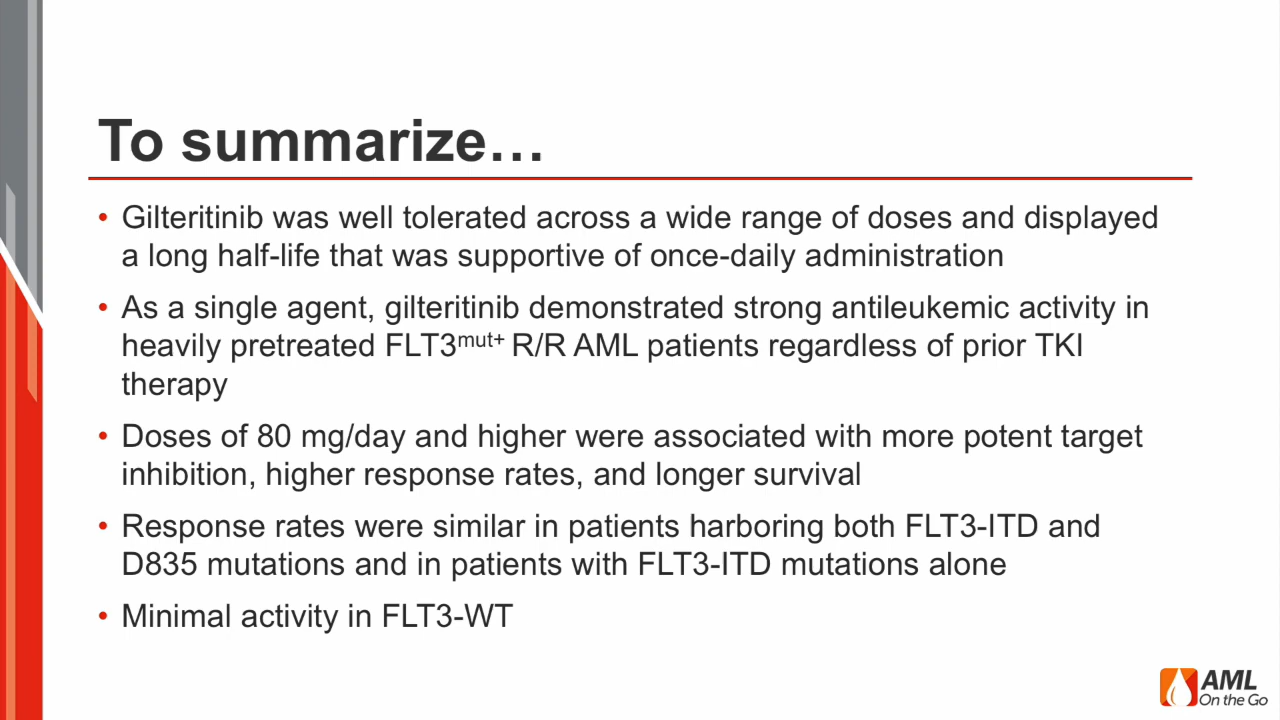 To summarize…
• Gilteritinib was well tolerated across a wide range of doses and displayed
a long half-life that was supportive of once-daily administration
• As a single agent, gilteritinib demonstrated strong antileukemic activity in
heavily pretreated FLT3mut+ R/R AML patients regardless of prior TKI
therapy
• Doses of 80 mg/day and higher were associated with more potent target
inhibition, higher response rates, and longer survival
• Response rates were similar in patients harboring both FLT3-ITD and
D835 mutations and in patients with FLT3-ITD mutations alone
• Minimal activity in FLT3-WT
AML
On the Go